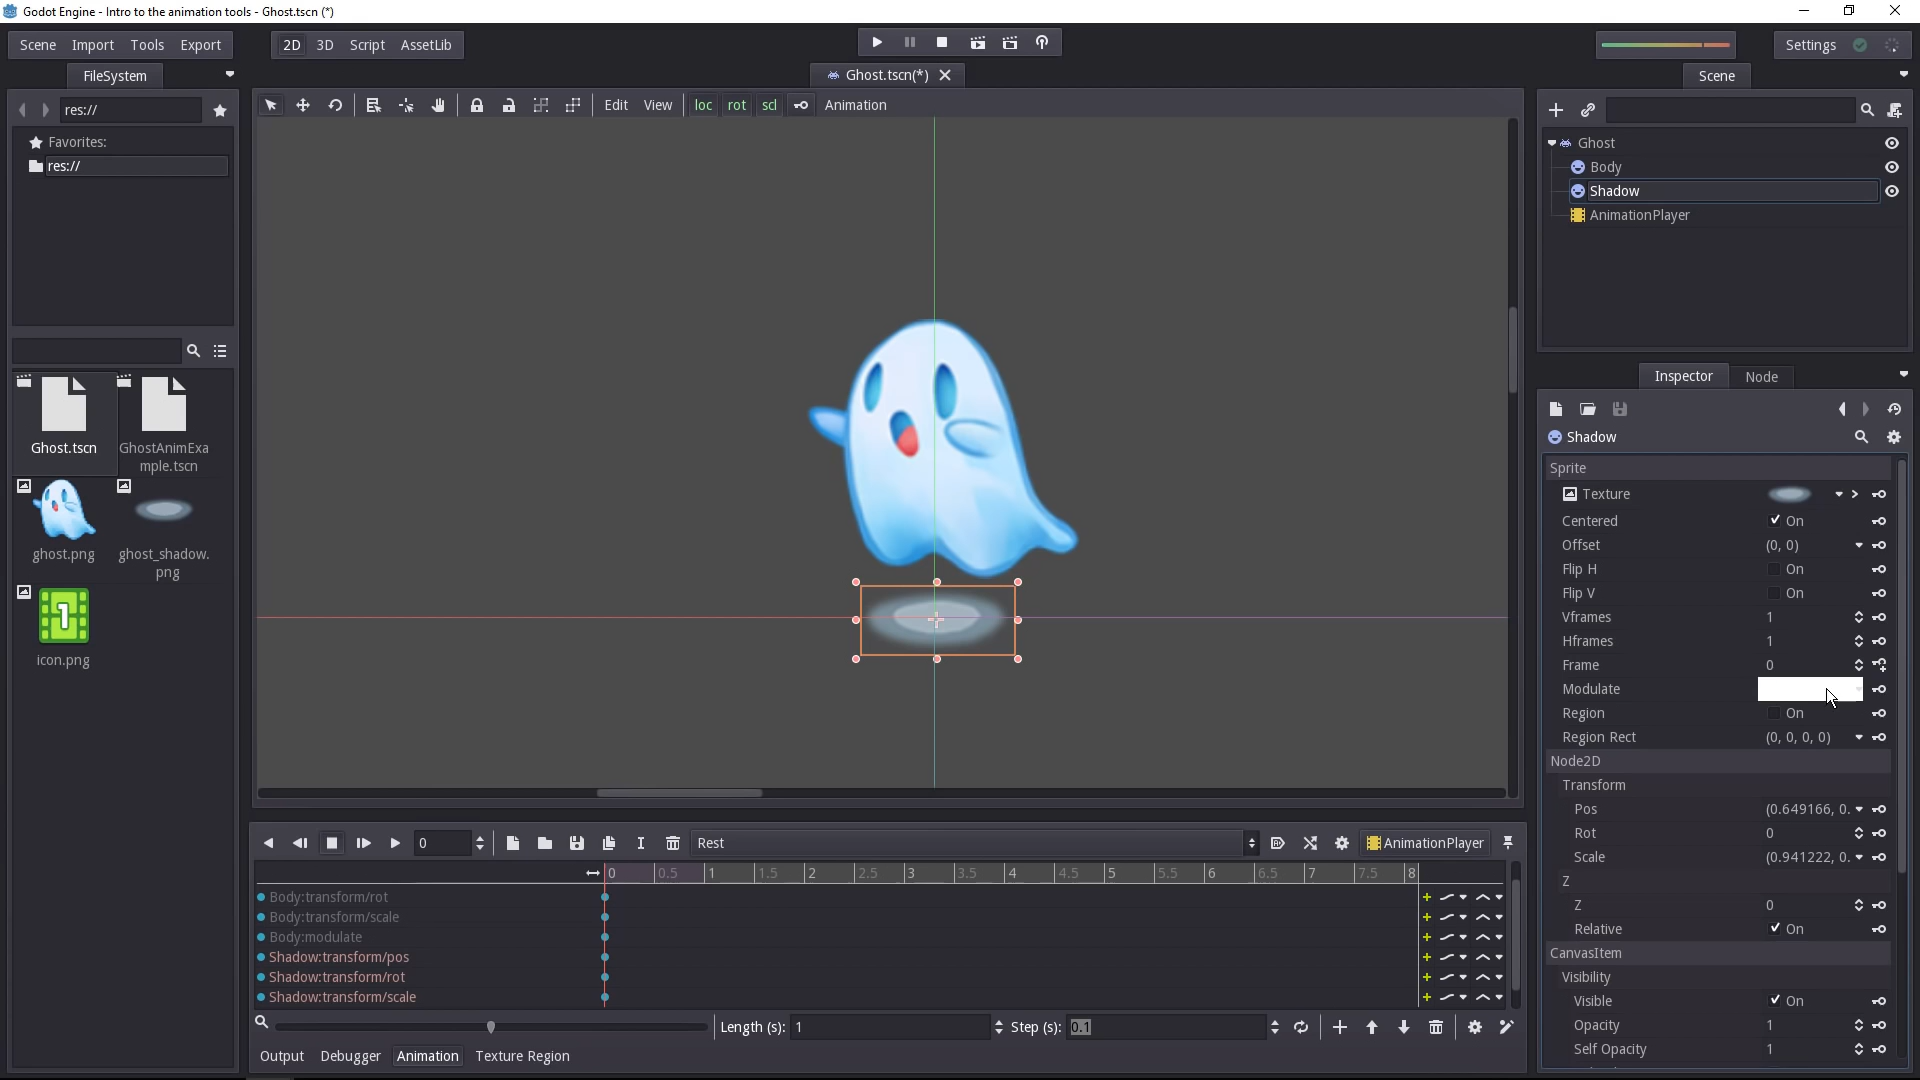 Godot Engine - Intro to the animation tools - Ghost.tscn (*)
Scene Import Tools Export
2D 3D Script AssetLib
Settings
FileSystem
Ghost.tscn(*)
Scene
res://
Edit View loc rot scl Animation
Favorites:
res://
Ghost
Body
Shadow
AnimationPlayer
Ghost.tscn
GhostAnimExa
mple.tscn
ghost.png
ghost_shadow.
png
1
icon.png
Inspector Node
Shadow
Sprite
Texture
Centered On
Offset (0, 0)
Flip H On
Flip V On
Vframes 1
Hframes 1
Frame 0
Modulate
Region On
Region Rect (0, 0, 0, 0)
Node2D
Transform
Pos (0.649166, 0.
Rot 0
Scale (0.941222, 0.
Z
Z 0
Relative On
CanvasItem
Visibility
Visible On
Opacity 1
Self Opacity 1
0 Rest AnimationPlayer
0 0.5 1 1.5 2 2.5 3 3.5 4 4.5 5 5.5 6 6.5 7 7.5 8
Body:transform/rot
Body:transform/scale
Body:modulate
Shadow:transform/pos
Shadow:transform/rot
Shadow:transform/scale
Length (s): 1 Step (s): 0.1
Output Debugger Animation Texture Region